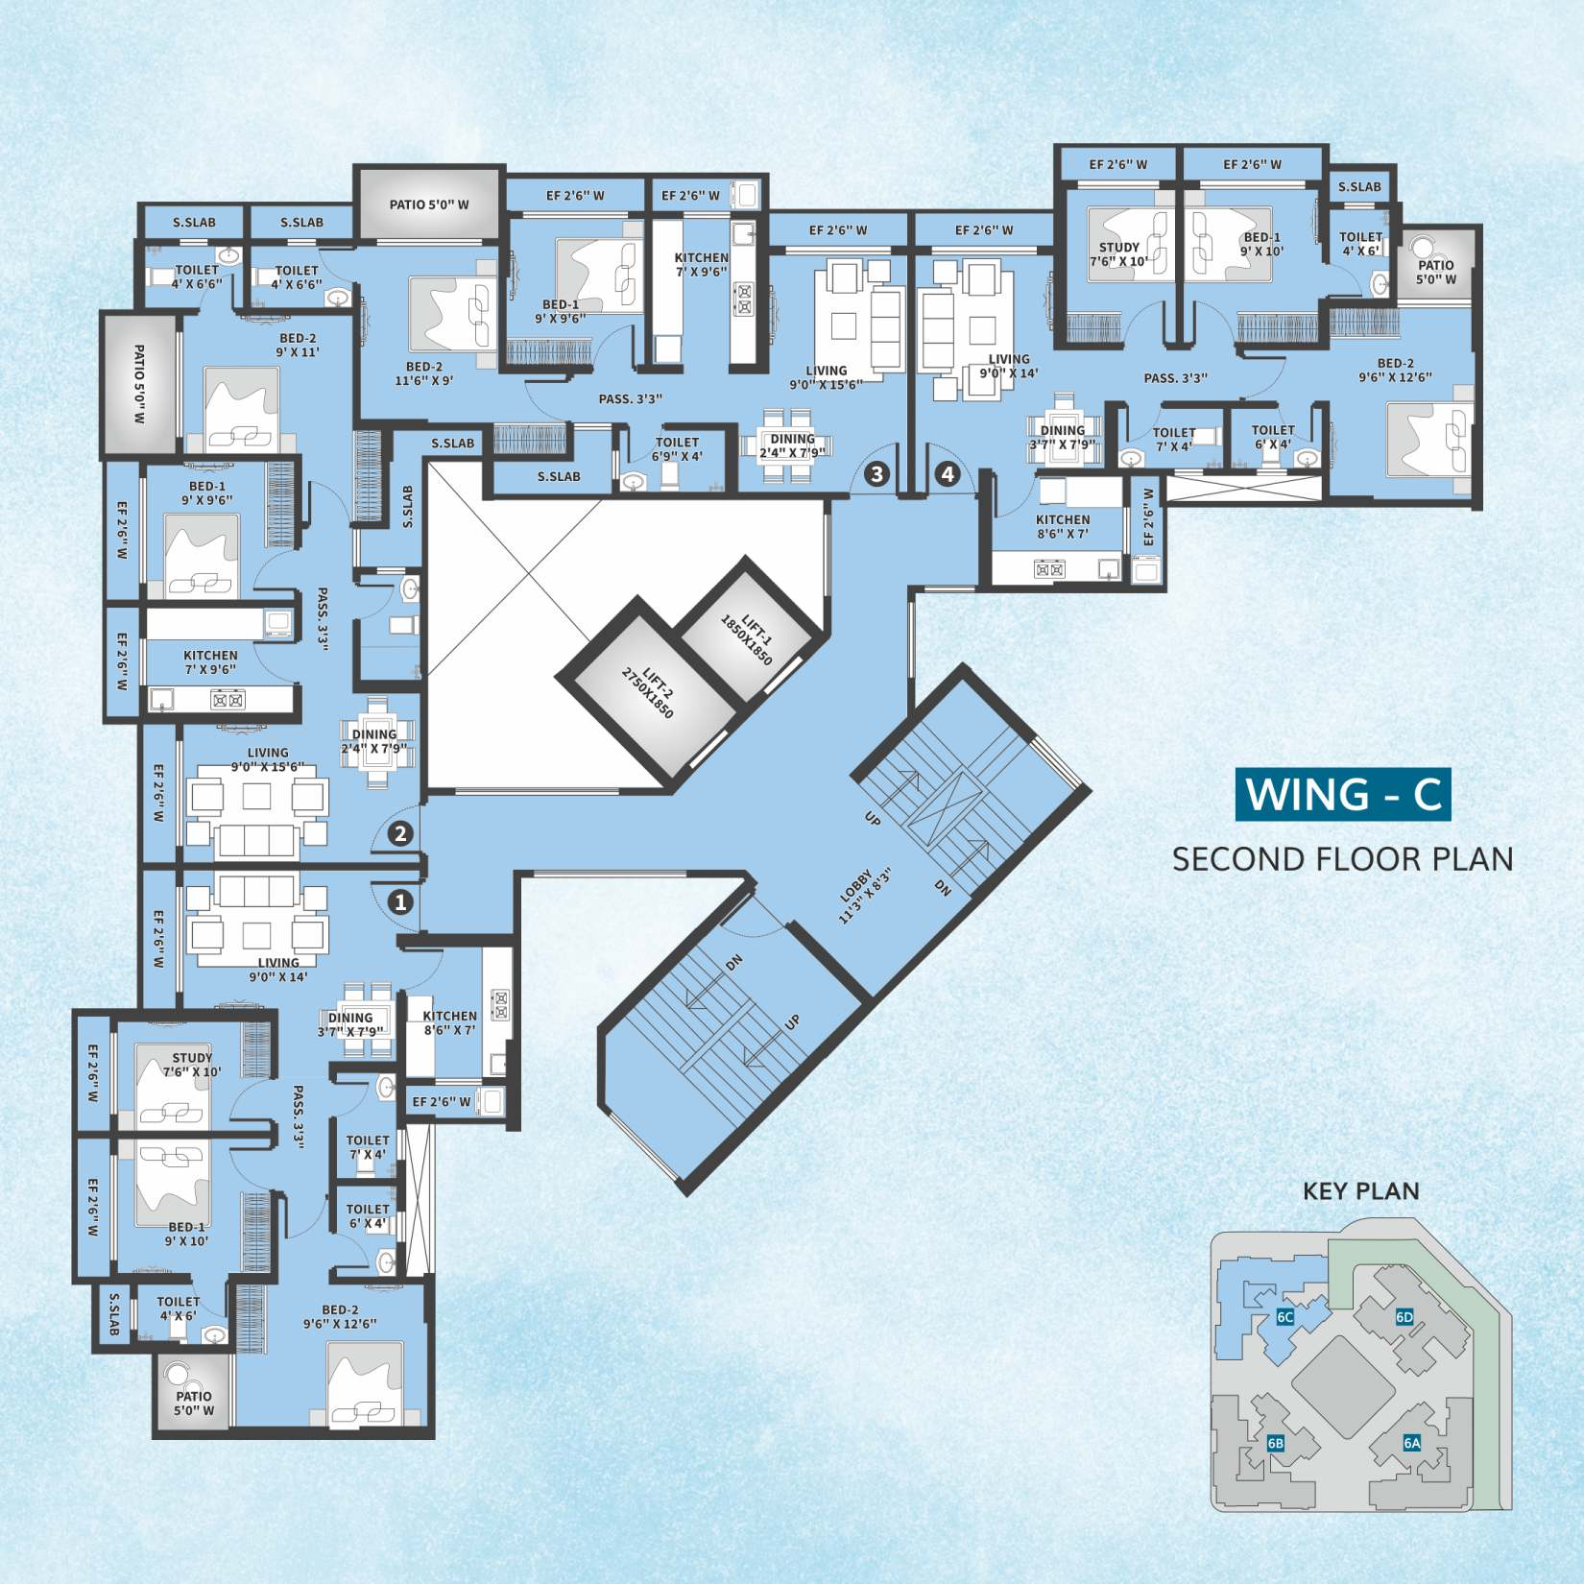 PATIO 5'0" W
S.SLAB
S.SLAB
TOILET
4' X 6'6"
TOILET
4' X 6'6"
PATIO 5'0" W
BED-2
9' X 11'
BED-2
11'6" X 9'
EF 2'6" W
BED-1
9' X 9'6"
EF 2'6" W
KITCHEN
7' X 9'6"
PASS. 3'3"
TOILET
6'9" X 4'
S.SLAB
S.SLAB
S.SLAB
EF 2'6" W
LIVING
9'0" X 15'6"
DINING
2'4" X 7'9"
3
EF 2'6" W
LIVING
9'0" X 14'
DINING
3'7" X 7'9"
4
EF 2'6" W
STUDY
7'6" X 10'
EF 2'6" W
BED-1
9' X 10'
S.SLAB
TOILET
4' X 6'
PATIO
5'0" W
PASS. 3'3"
BED-2
9'6" X 12'6"
TOILET
7' X 4'
TOILET
6' X 4'
KITCHEN
8'6" X 7'
EF 2'6" W
BED-1
9' X 9'6"
EF 2'6" W
PASS. 3'3"
EF 2'6" W
KITCHEN
7' X 9'6"
LIFT-1
1850X1850
LIFT-2
2750X1850
DINING
2'4" X 7'9"
LIVING
9'0" X 15'6"
EF 2'6" W
2
UP
DN
LOBBY
11'3" X 8'3"
WING - C
SECOND FLOOR PLAN
1
EF 2'6" W
LIVING
9'0" X 14'
DINING
3'7" X 7'9"
KITCHEN
8'6" X 7'
EF 2'6" W
DN
UP
EF 2'6" W
STUDY
7'6" X 10'
PASS. 3'3"
TOILET
7' X 4'
EF 2'6" W
BED-1
9' X 10'
TOILET
6' X 4'
S.SLAB
TOILET
4' X 6'
BED-2
9'6" X 12'6"
PATIO
5'0" W
KEY PLAN
6C
6D
6B
6A